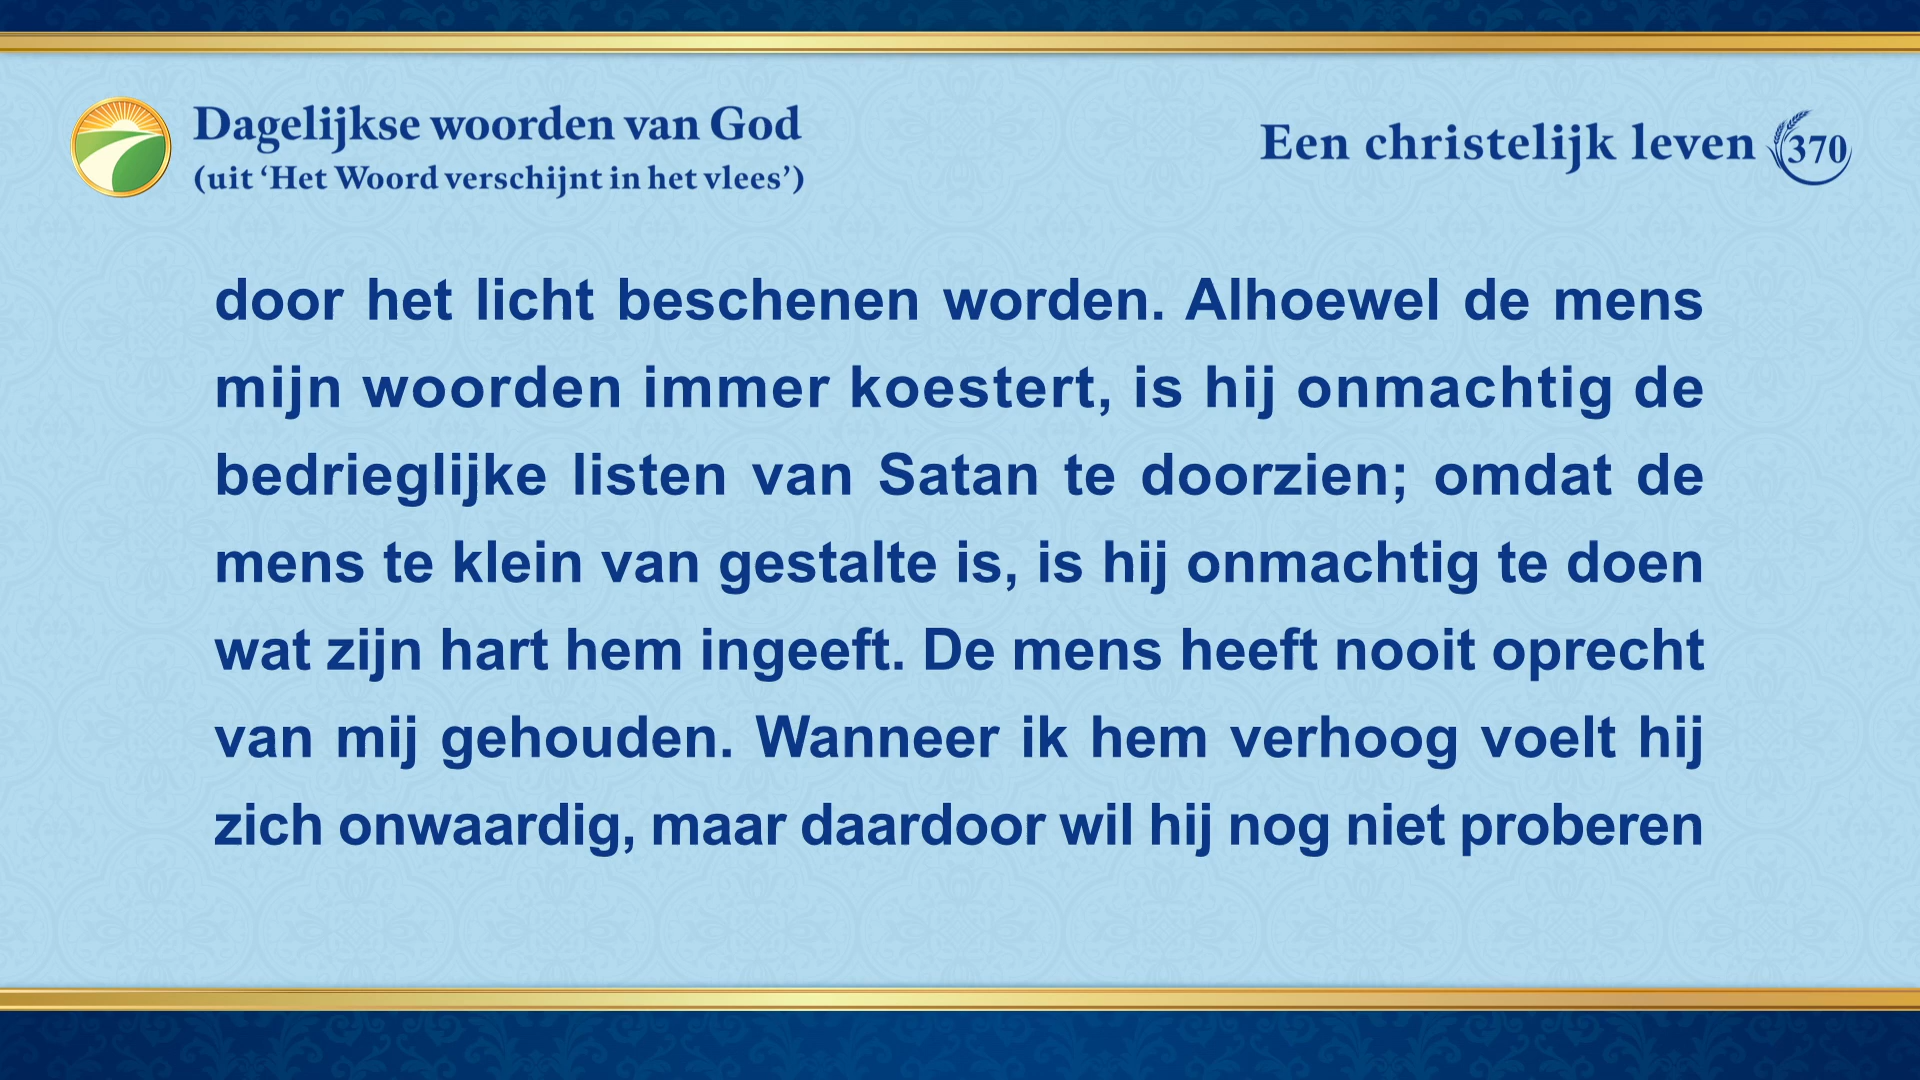 Dagelijkse woorden van God
(uit ‘Het Woord verschijnt in het vlees’)
Een christelijk leven 370
door het licht beschenen worden. Alhoewel de mens
mijn woorden immer koestert, is hij onmachtig de
bedrieglijke listen van Satan te doorzien; omdat de
mens te klein van gestalte is, is hij onmachtig te doen
wat zijn hart hem ingeeft. De mens heeft nooit oprecht
van mij gehouden. Wanneer ik hem verhoog voelt hij
zich onwaardig, maar daardoor wil hij nog niet proberen